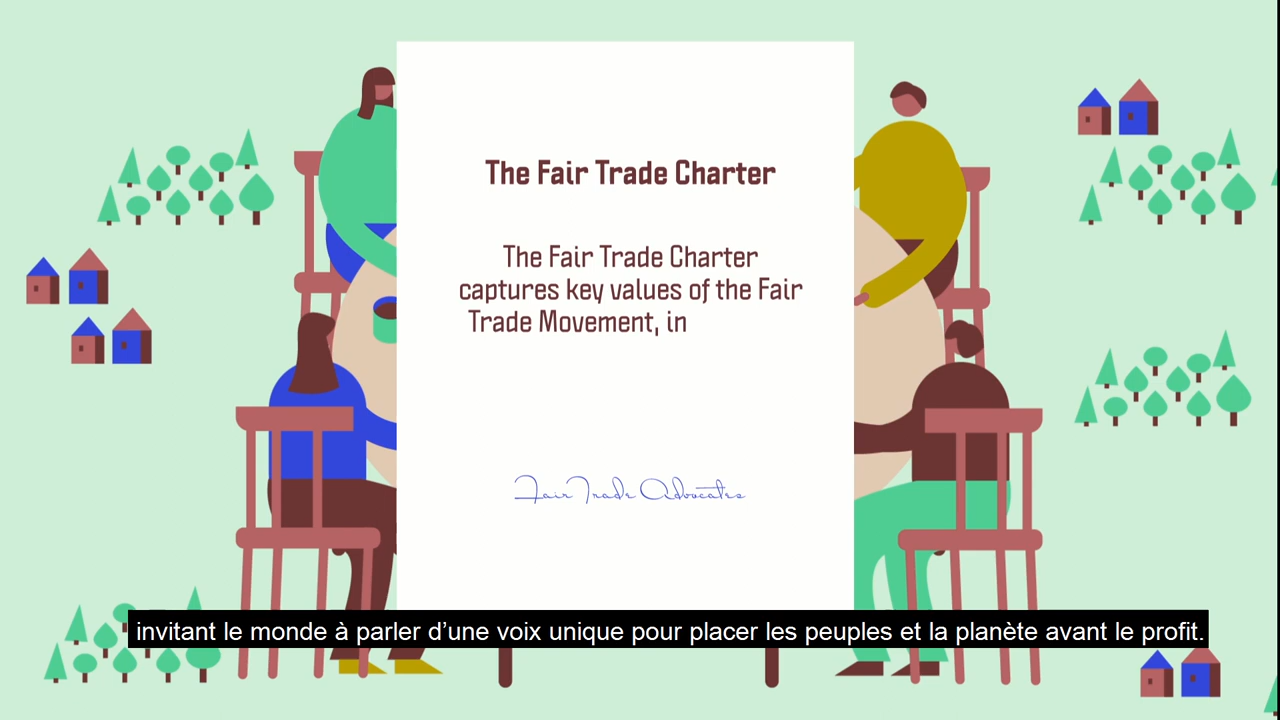 The Fair Trade Charter
The Fair Trade Charter
captures key values of the Fair
Trade Movement, in
Fair Trade Advocates
invitant le monde à parler d’une voix unique pour placer les peuples et la planète avant le profit.